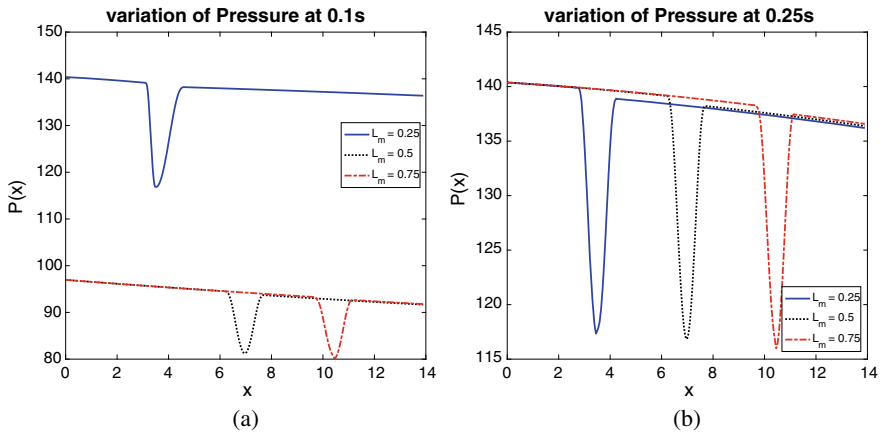 variation of Pressure at 0.1s
150
140
130
120
110
100
90
80
P(x)
0 2 4 6 8 10 12 14
x
L_m = 0.25
L_m = 0.5
L_m = 0.75
(a)
variation of Pressure at 0.25s
145
140
135
130
125
120
115
P(x)
0 2 4 6 8 10 12 14
x
L_m = 0.25
L_m = 0.5
L_m = 0.75
(b)